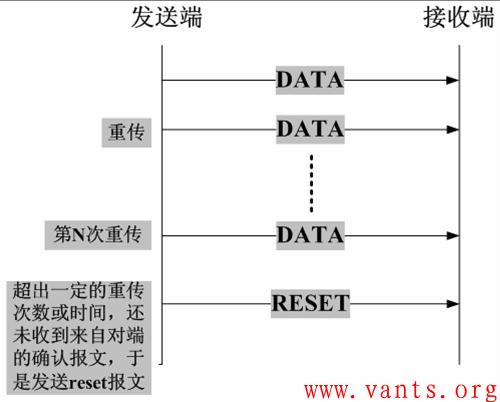 发送端 接收端
DATA
重传 DATA
第N次重传 DATA
RESET
超出一定的重传
次数或时间，还
未收到来自对端
的确认报文，于
是发送reset报文
www.vants.org